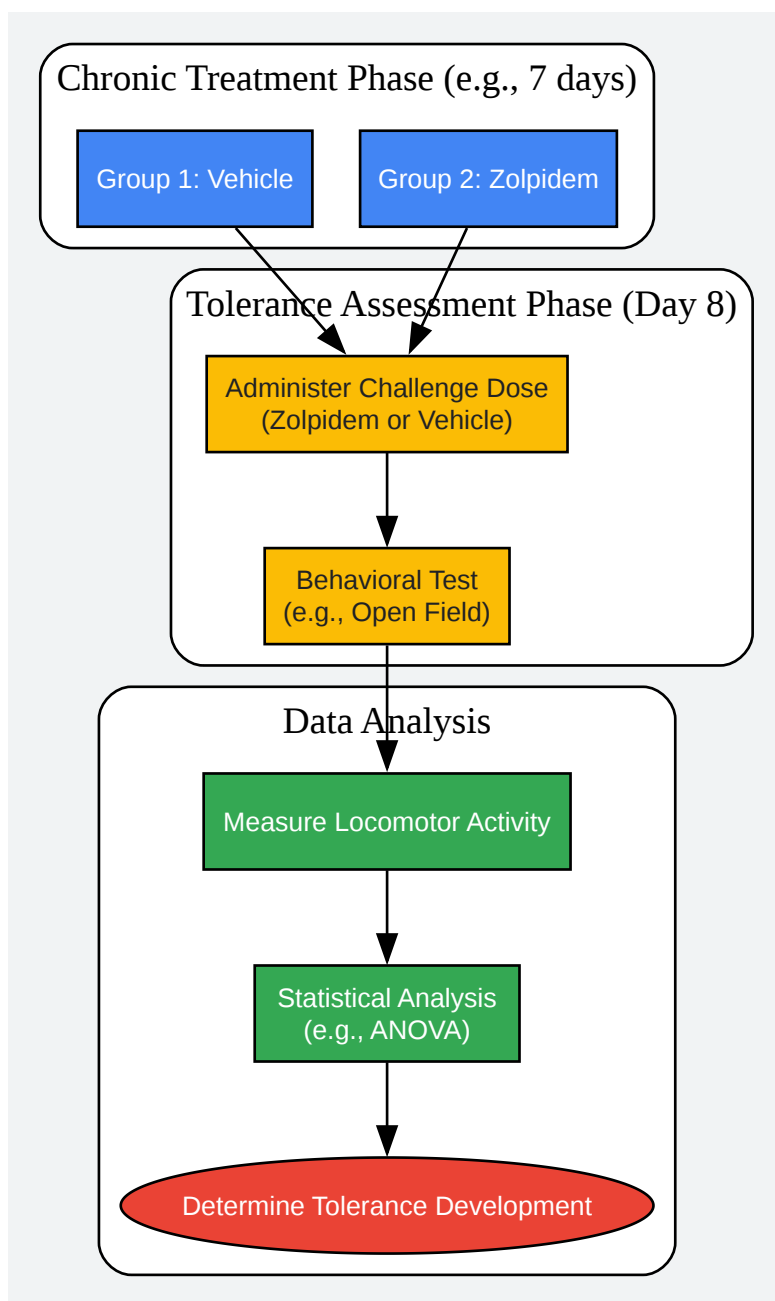 Chronic Treatment Phase (e.g., 7 days)
Group 1: Vehicle
Group 2: Zolpidem
Tolerance Assessment Phase (Day 8)
Administer Challenge Dose
(Zolpidem or Vehicle)
Behavioral Test
(e.g., Open Field)
Data Analysis
Measure Locomotor Activity
Statistical Analysis
(e.g., ANOVA)
Determine Tolerance Development